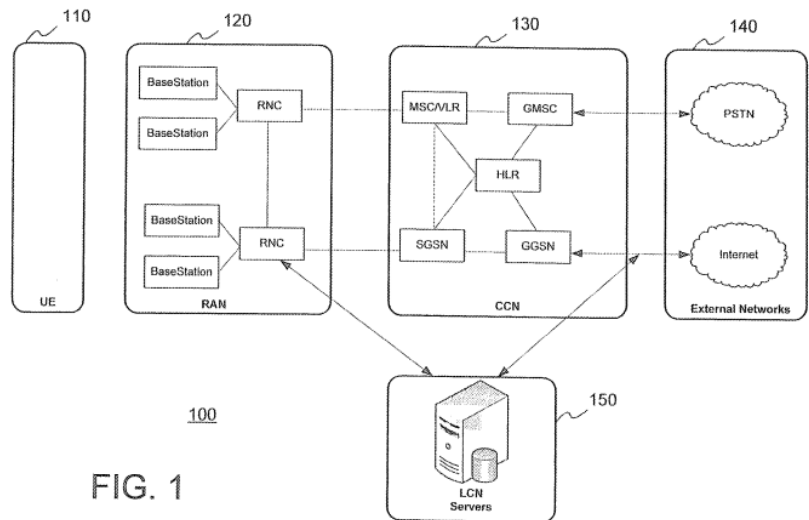 110
120
130
140
BaseStation
BaseStation
RNC
BaseStation
BaseStation
RNC
UE
RAN
MSC/VLR
GMSC
HLR
SGSN
GGSN
CCN
PSTN
Internet
External Networks
150
LCN
Servers
100
FIG. 1